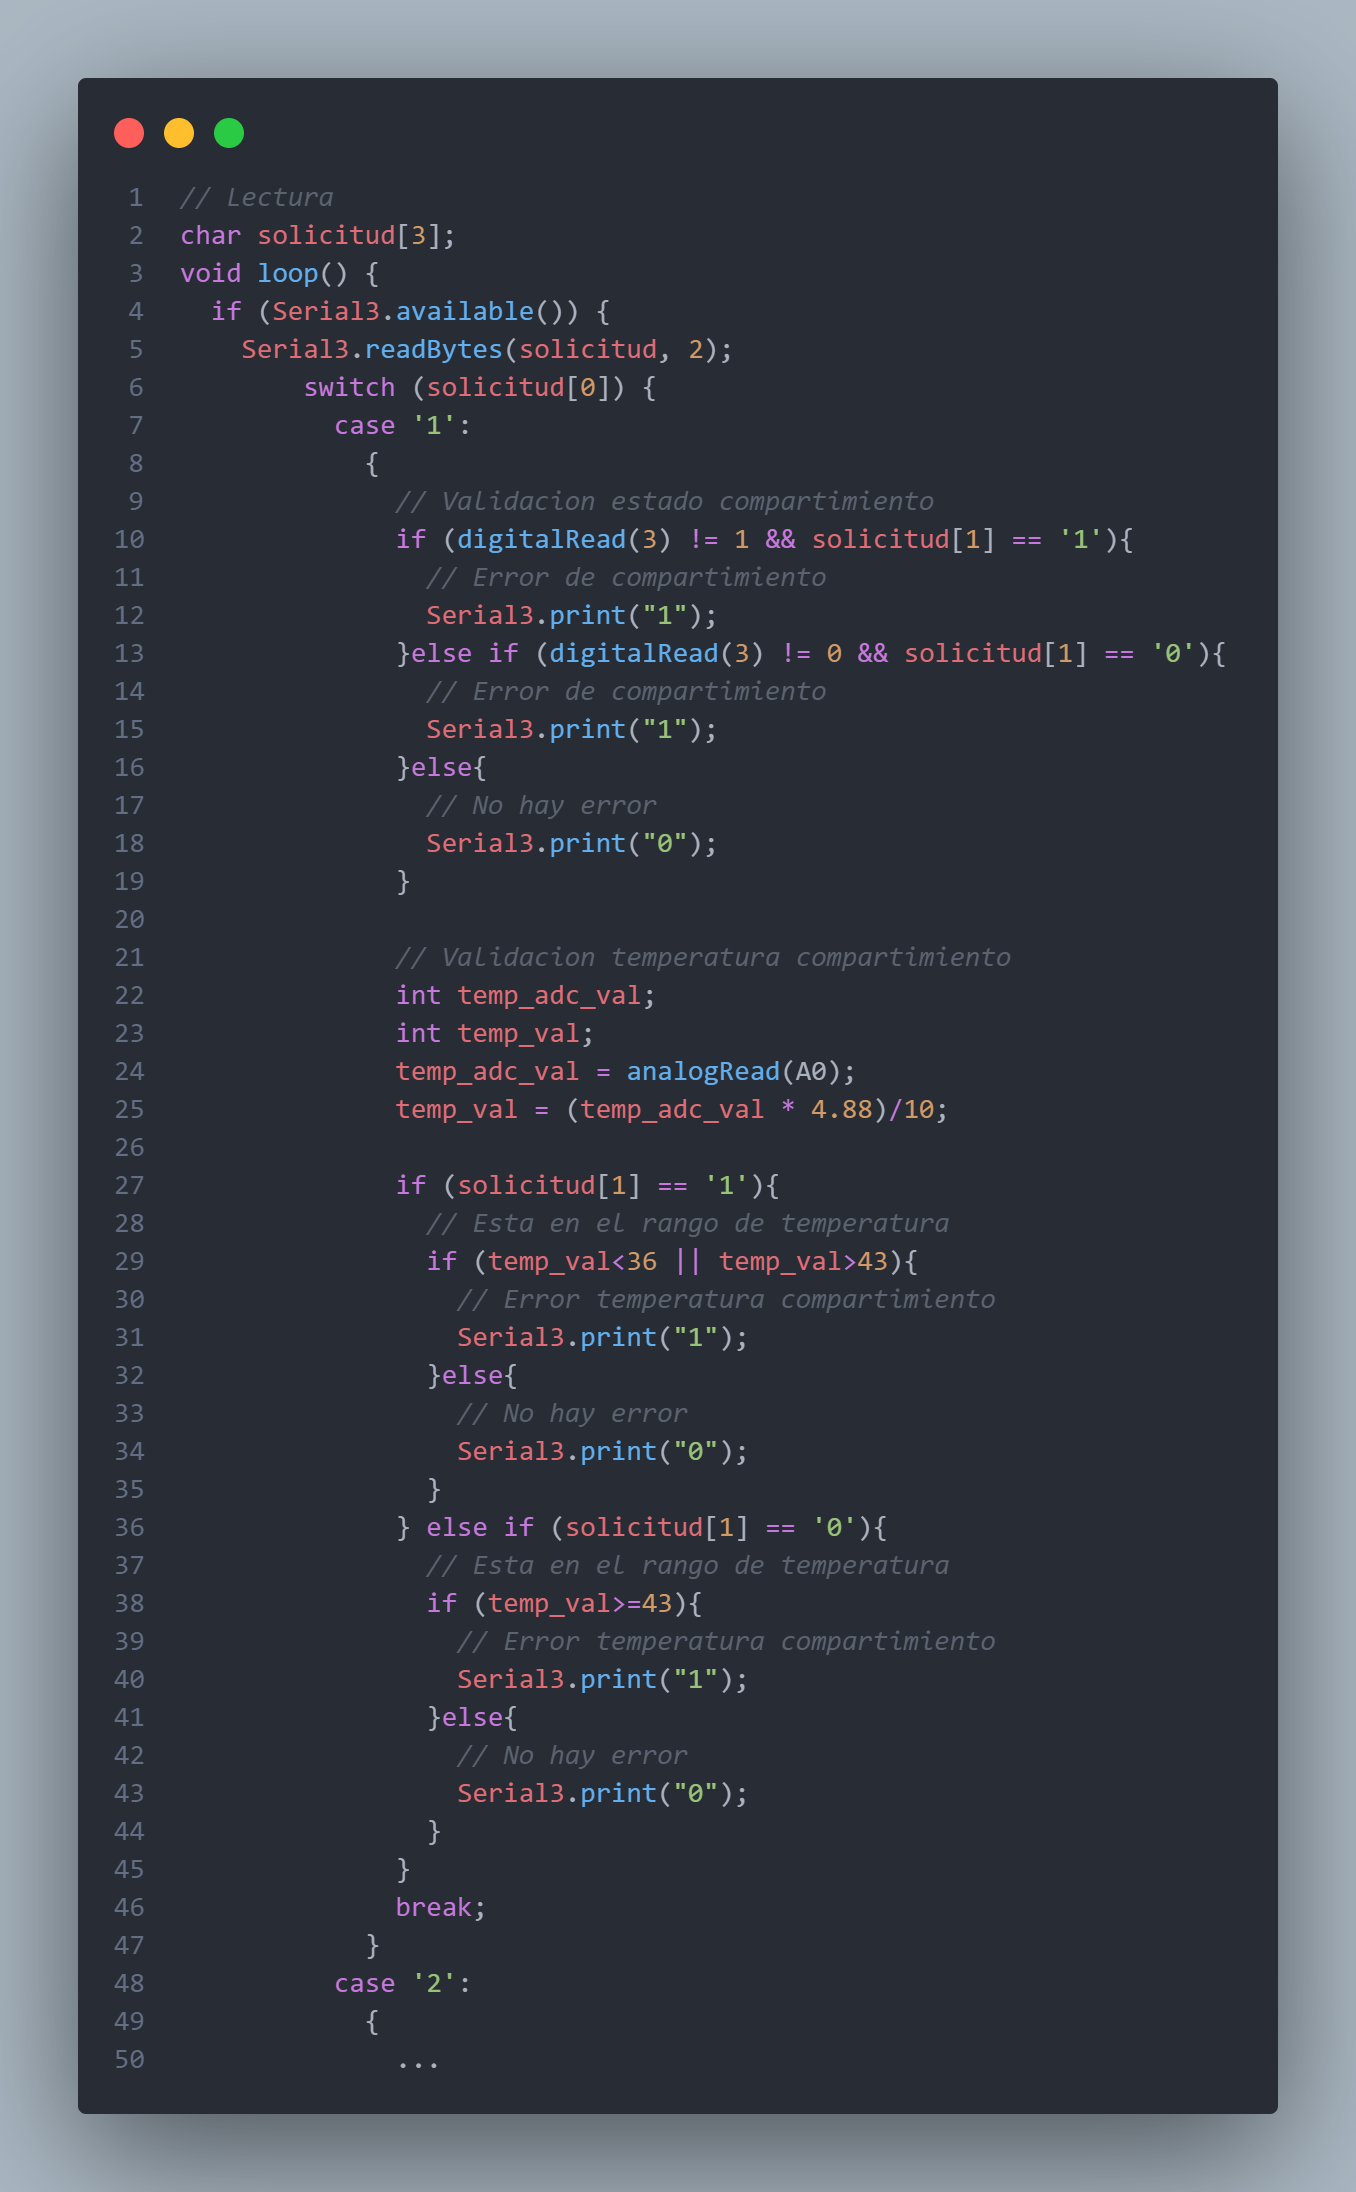 1 // Lectura
2 char solicitud[3];
3 void loop() {
4   if (Serial3.available()) {
5     Serial3.readBytes(solicitud, 2);
6         switch (solicitud[0]) {
7           case '1':
8             {
9               // Validacion estado compartimiento
10               if (digitalRead(3) != 1 && solicitud[1] == '1'){
11                 // Error de compartimiento
12                 Serial3.print("1");
13               }else if (digitalRead(3) != 0 && solicitud[1] == '0'){
14                 // Error de compartimiento
15                 Serial3.print("1");
16               }else{
17                 // No hay error
18                 Serial3.print("0");
19               }
20
21               // Validacion temperatura compartimiento
22               int temp_adc_val;
23               int temp_val;
24               temp_adc_val = analogRead(A0);
25               temp_val = (temp_adc_val * 4.88)/10;
26
27               if (solicitud[1] == '1'){
28                 // Esta en el rango de temperatura
29                 if (temp_val<36 || temp_val>43){
30                   // Error temperatura compartimiento
31                   Serial3.print("1");
32                 }else{
33                   // No hay error
34                   Serial3.print("0");
35                 }
36               } else if (solicitud[1] == '0'){
37                 // Esta en el rango de temperatura
38                 if (temp_val>=43){
39                   // Error temperatura compartimiento
40                   Serial3.print("1");
41                 }else{
42                   // No hay error
43                   Serial3.print("0");
44                 }
45               }
46               break;
47             }
48           case '2':
49             {
50               ...